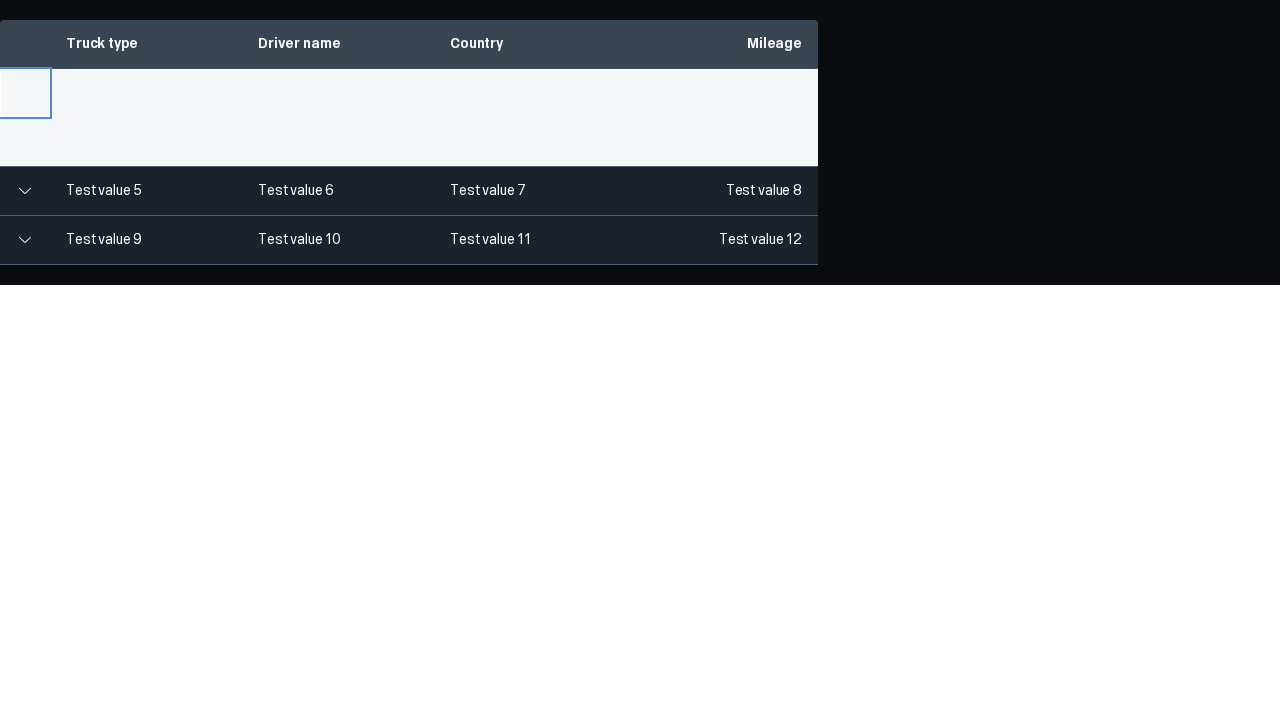 Truck type Driver name Country Mileage
Test value 5 Test value 6 Test value 7 Test value 8
Test value 9 Test value 10 Test value 11 Test value 12